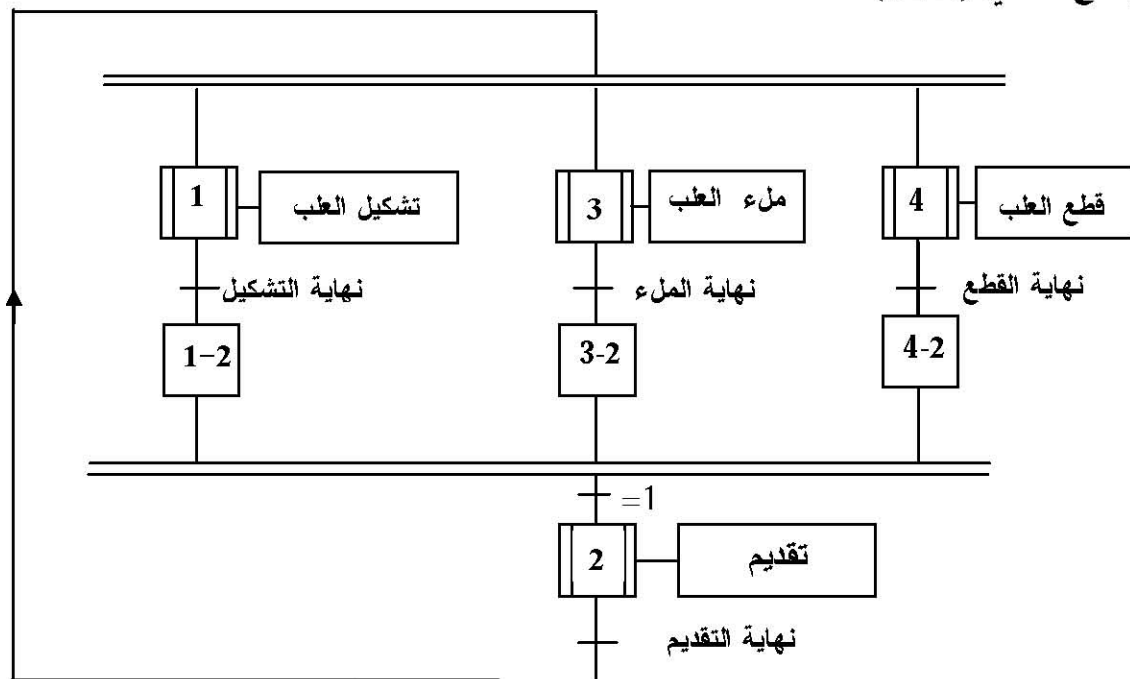 1 تشكيل العلب 3 ملء العلب 4 قطع العلب
نهاية التشكيل نهاية الملء نهاية القطع
1-2 3-2 4-2
=1
2 تقديم
نهاية التقديم